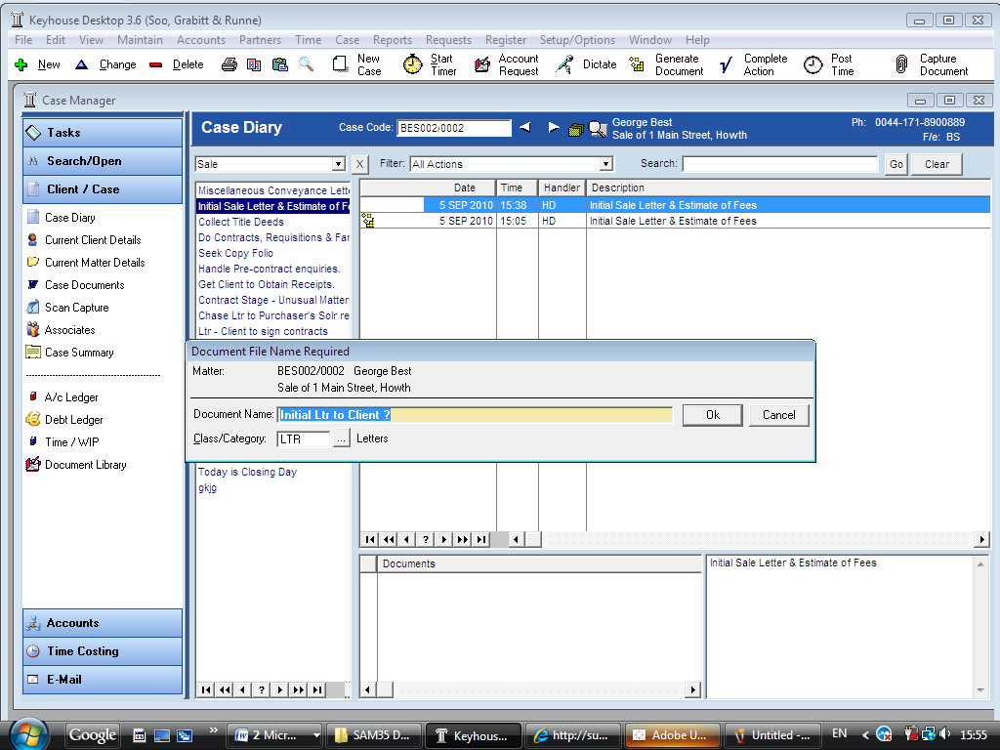 Keyhouse Desktop 3.6 (Soo, Grabitt & Runne)
File Edit View Maintain Accounts Partners Time Case Reports Requests Register Setup/Options Window Help
New Change Delete New Case Start Timer Account Request Dictate Generate Document Complete Action Post Time Capture Document
Case Manager
Tasks
Search/Open
Client / Case
Case Diary
Current Client Details
Current Matter Details
Case Documents
Scan Capture
Associates
Case Summary
A/c Ledger
Debt Ledger
Time / WIP
Document Library
Accounts
Time Costing
E-Mail
Case Diary Case Code: BES002/0002 George Best Ph: 0044-171-8900889
Sale of 1 Main Street, Howth F/e: BS
Sale X Filter: All Actions Search: Go Clear
Miscellaneous Conveyance Lette
Initial Sale Letter & Estimate of Fe
Collect Title Deeds
Do Contracts, Requisitions & Far
Seek Copy Folio
Handle Pre-contract enquiries.
Get Client to Obtain Receipts.
Contract Stage - Unusual Matter
Chase Ltr to Purchaser's Solr re
Ltr - Client to sign contracts
Today is Closing Day
gkjg
Date Time Handler Description
5 SEP 2010 15:38 HD Initial Sale Letter & Estimate of Fees
5 SEP 2010 15:05 HD Initial Sale Letter & Estimate of Fees
Document File Name Required
Matter: BES002/0002 George Best
Sale of 1 Main Street, Howth
Document Name: Initial Ltr to Client ? Ok Cancel
Class/Category: LTR ... Letters
?
Documents
Initial Sale Letter & Estimate of Fees
?
Google » 2 Micr... SAM35 D... Keyhous... http://su... Adobe U... Untitled -... EN < 15:55